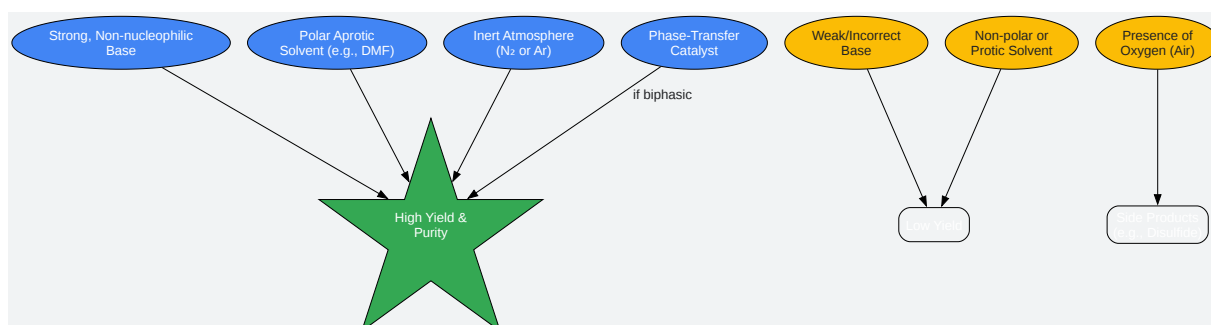 Strong, Non-nucleophilic
Base
Polar Aprotic
Solvent (e.g., DMF)
Inert Atmosphere
(N₂ or Ar)
Phase-Transfer
Catalyst
Weak/Incorrect
Base
Non-polar or
Protic Solvent
Presence of
Oxygen (Air)
if biphasic
High Yield &
Purity
Low Yield
Side Products
(e.g., Disulfide)